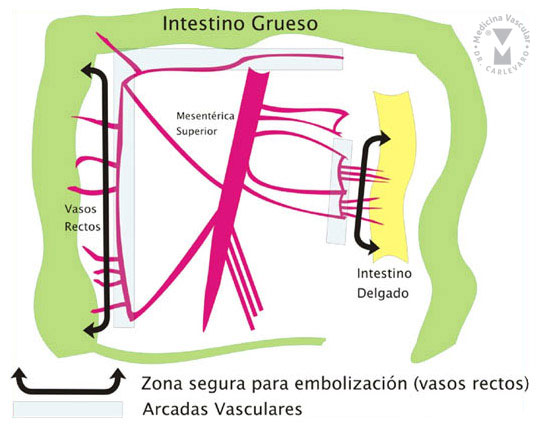 Intestino Grueso
Medicina Vascular
DR. CARLEVARO
M
Mesentérica
Superior
Vasos
Rectos
Intestino
Delgado
Zona segura para embolización (vasos rectos)
Arcadas Vasculares